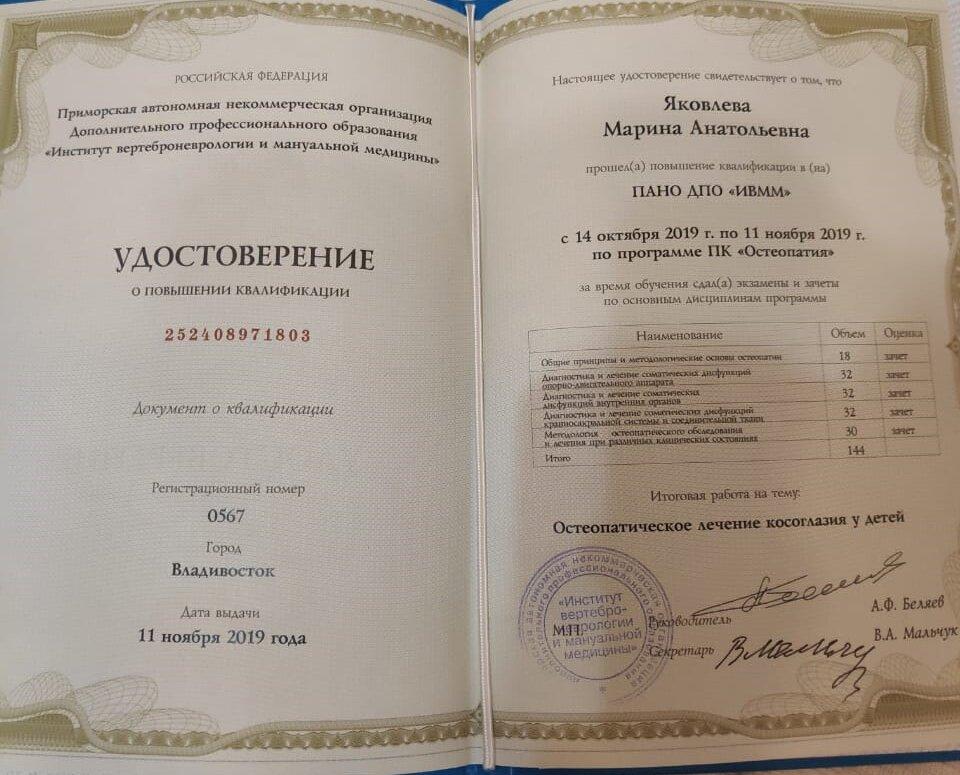 РОССИЙСКАЯ ФЕДЕРАЦИЯ
Приморская автономная некоммерческая организация
Дополнительного профессионального образования
«Институт вертеброневрологии и мануальной медицины»
УДОСТОВЕРЕНИЕ
О ПОВЫШЕНИИ КВАЛИФИКАЦИИ
252408971803
Документ о квалификации
Регистрационный номер
0567
Город
Владивосток
Дата выдачи
11 ноября 2019 года
Настоящее удостоверение свидетельствует о том, что
Яковлева
Марина Анатольевна
прошел(а) повышение квалификации в (на)
ПАНО ДПО «ИВММ»
с 14 октября 2019 г. по 11 ноября 2019 г.
по программе ПК «Остеопатия»
за время обучения сдал(а) экзамены и зачеты
по основным дисциплинам программы
Наименование Объем Оценка
Общие принципы и методологические основы остеопатии 18 зачет
Диагностика и лечение соматических дисфункций
опорно-двигательного аппарата 32 зачет
Диагностика и лечение соматических
дисфункций внутренних органов 32 зачет
Диагностика и лечение соматических дисфункций
краниосакральной системы и соединительной ткани 32 зачет
Методология остеопатического обследования
и лечения при различных клинических состояниях 30 зачет
Итого 144
Итоговая работа на тему:
Остеопатическое лечение косоглазия у детей
«Институт
вертебро-
неврологии
и мануальной
медицины»
М.П.
Руководитель А.Ф. Беляев
Секретарь В.А. Мальчук